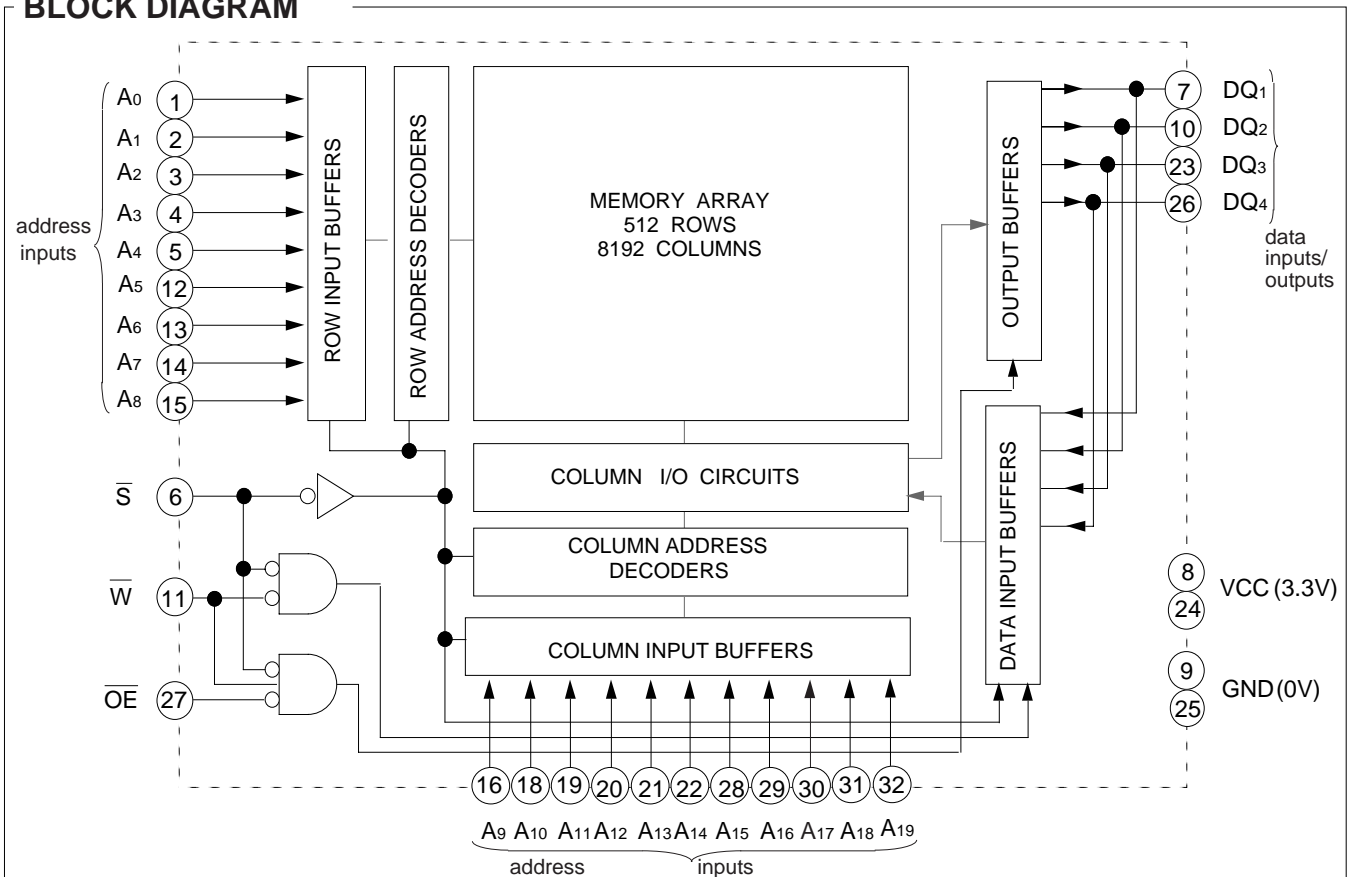 BLOCK DIAGRAM
address
inputs
A0 1
A1 2
A2 3
A3 4
A4 5
A5 12
A6 13
A7 14
A8 15
S̅ 6
W̅ 11
O̅E̅ 27
ROW INPUT BUFFERS
ROW ADDRESS DECODERS
MEMORY ARRAY
512 ROWS
8192 COLUMNS
COLUMN I/O CIRCUITS
COLUMN ADDRESS
DECODERS
COLUMN INPUT BUFFERS
OUTPUT BUFFERS
DATA INPUT BUFFERS
7 DQ1
10 DQ2
23 DQ3
26 DQ4
data
inputs/
outputs
8
24
VCC (3.3V)
9
25
GND (0V)
16 18 19 20 21 22 28 29 30 31 32
A9 A10 A11 A12 A13 A14 A15 A16 A17 A18 A19
address inputs